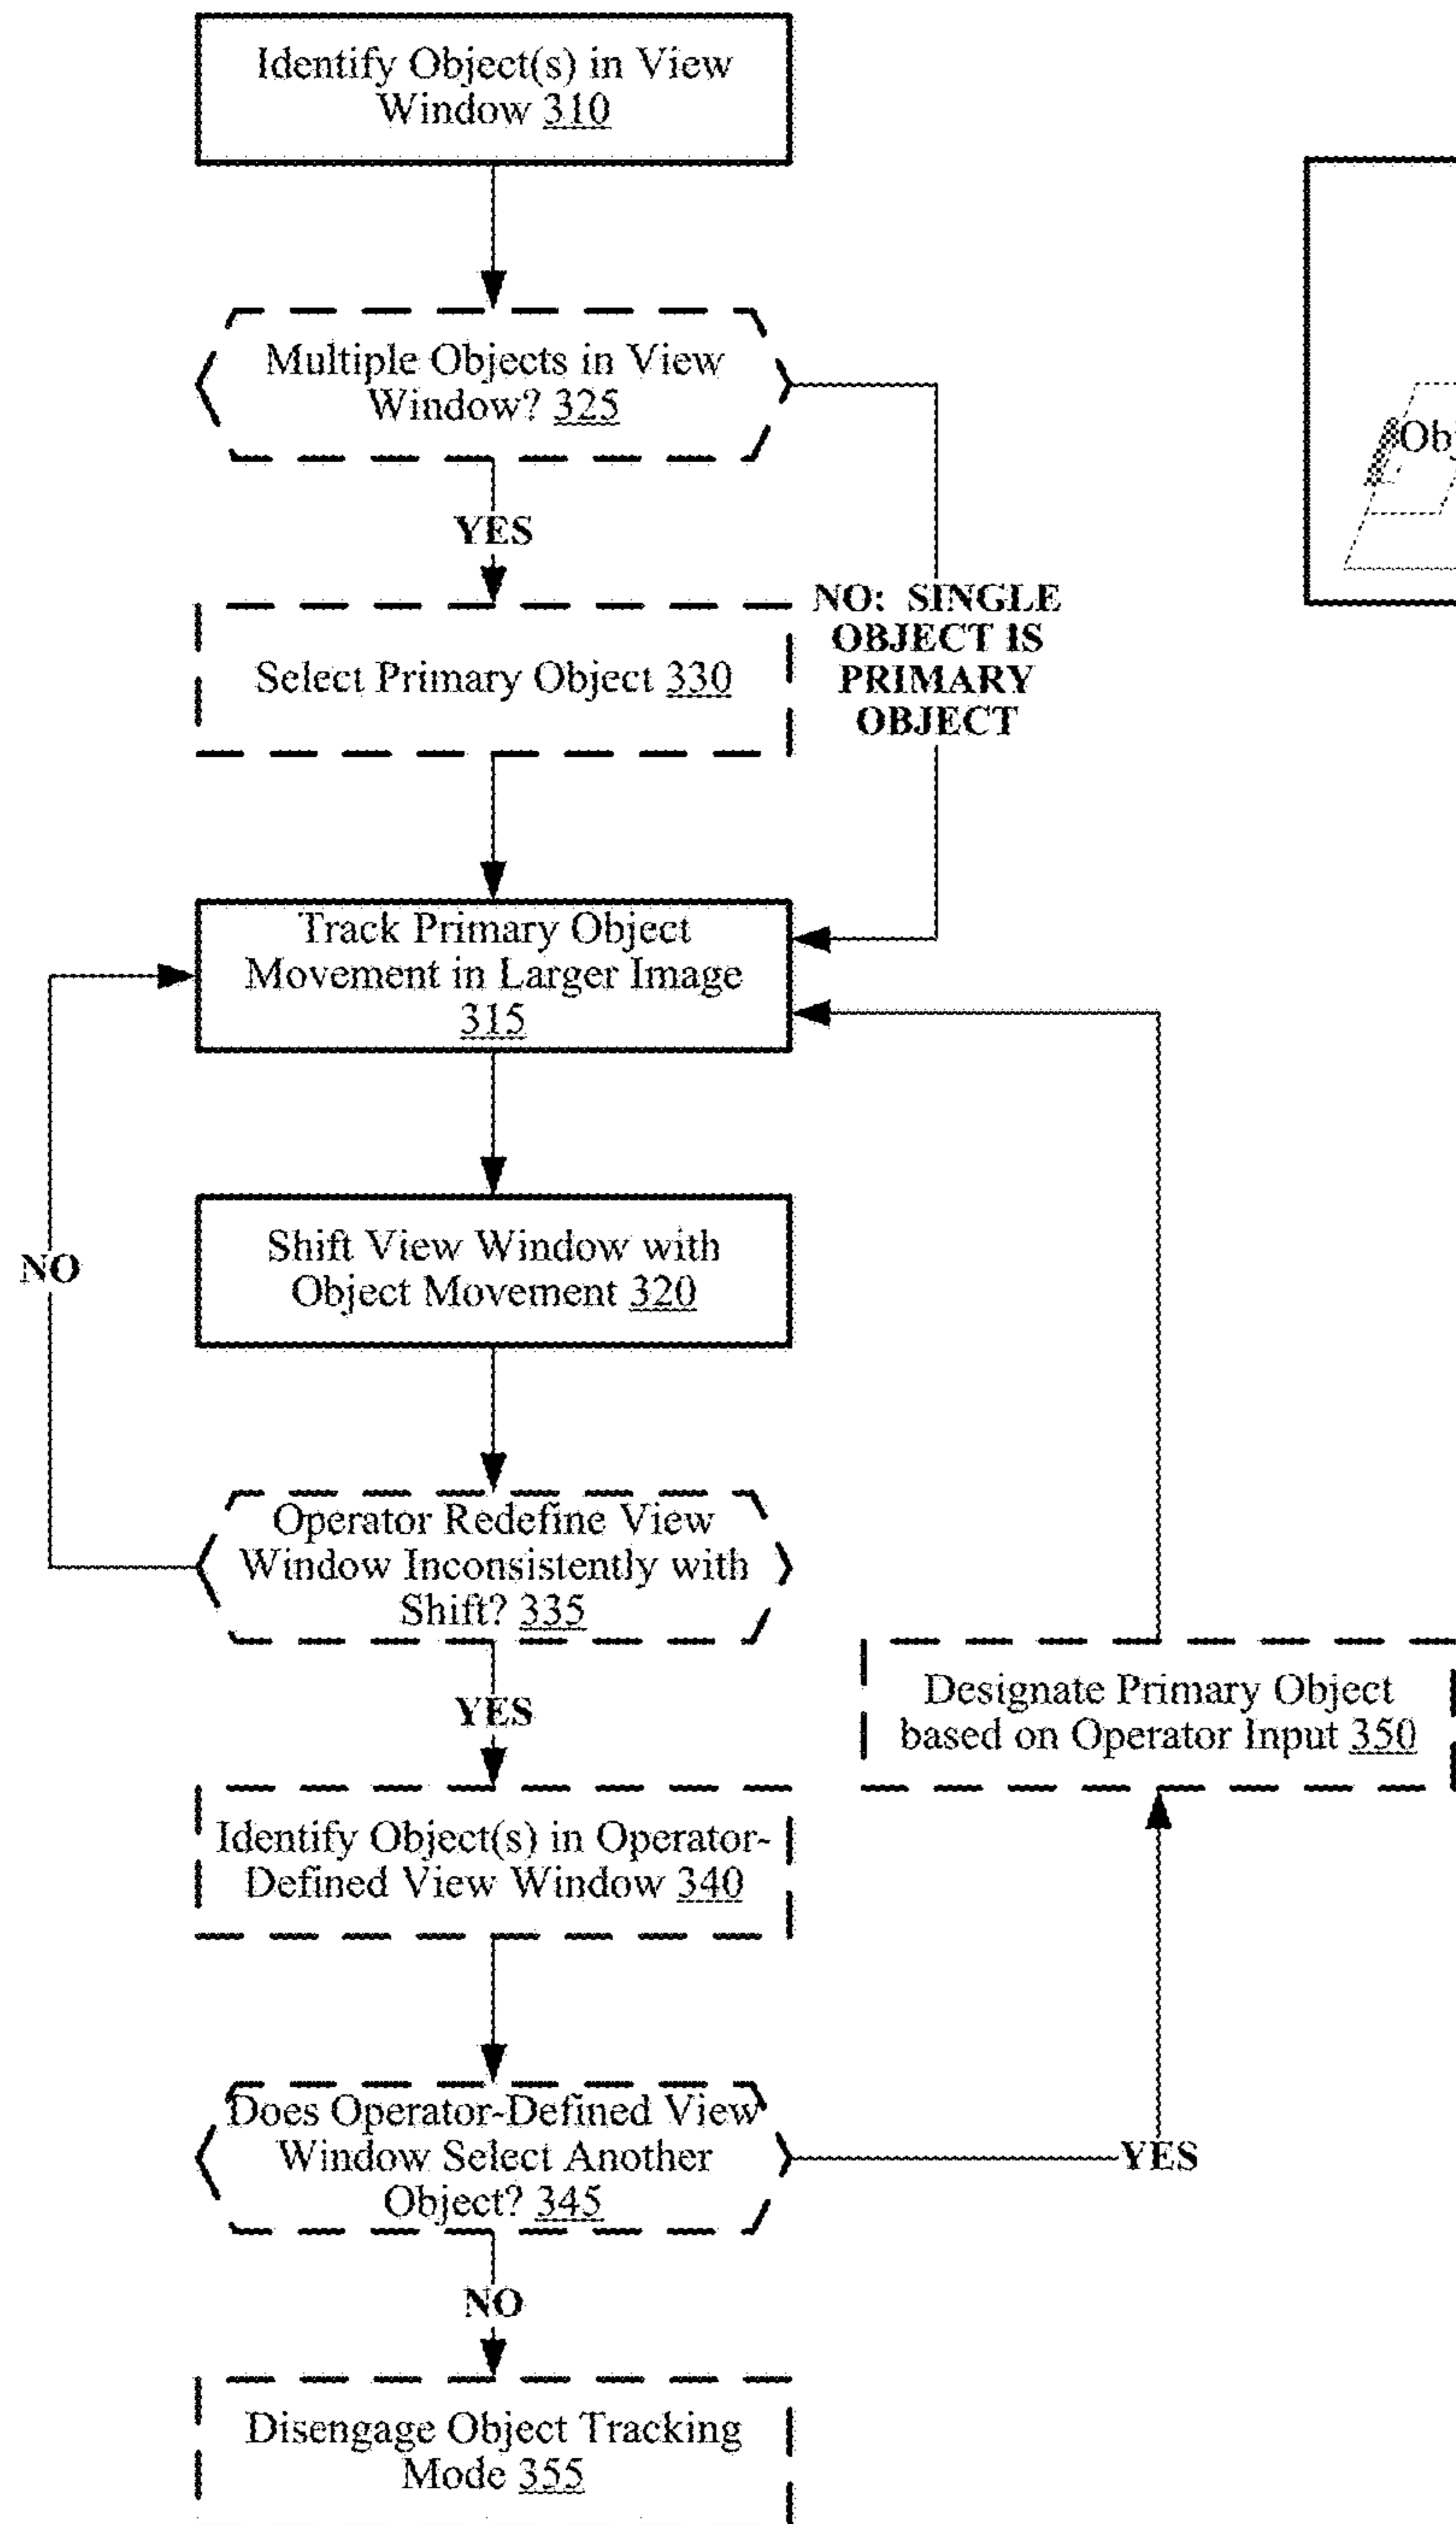 Identify Object(s) in View
Window 310
Multiple Objects in View
Window? 325
YES
Select Primary Object 330
NO: SINGLE
OBJECT IS
PRIMARY
OBJECT
Track Primary Object
Movement in Larger Image
315
Shift View Window with
Object Movement 320
NO
Operator Redefine View
Window Inconsistently with
Shift? 335
YES
Identify Object(s) in Operator-
Defined View Window 340
Does Operator-Defined View
Window Select Another
Object? 345
YES
Designate Primary Object
based on Operator Input 350
NO
Disengage Object Tracking
Mode 355
Obj